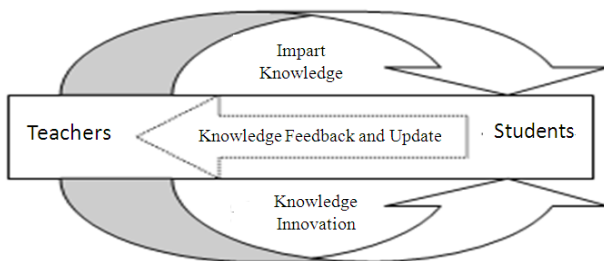 Impart
Knowledge
Teachers
Knowledge Feedback and Update
Students
Knowledge
Innovation